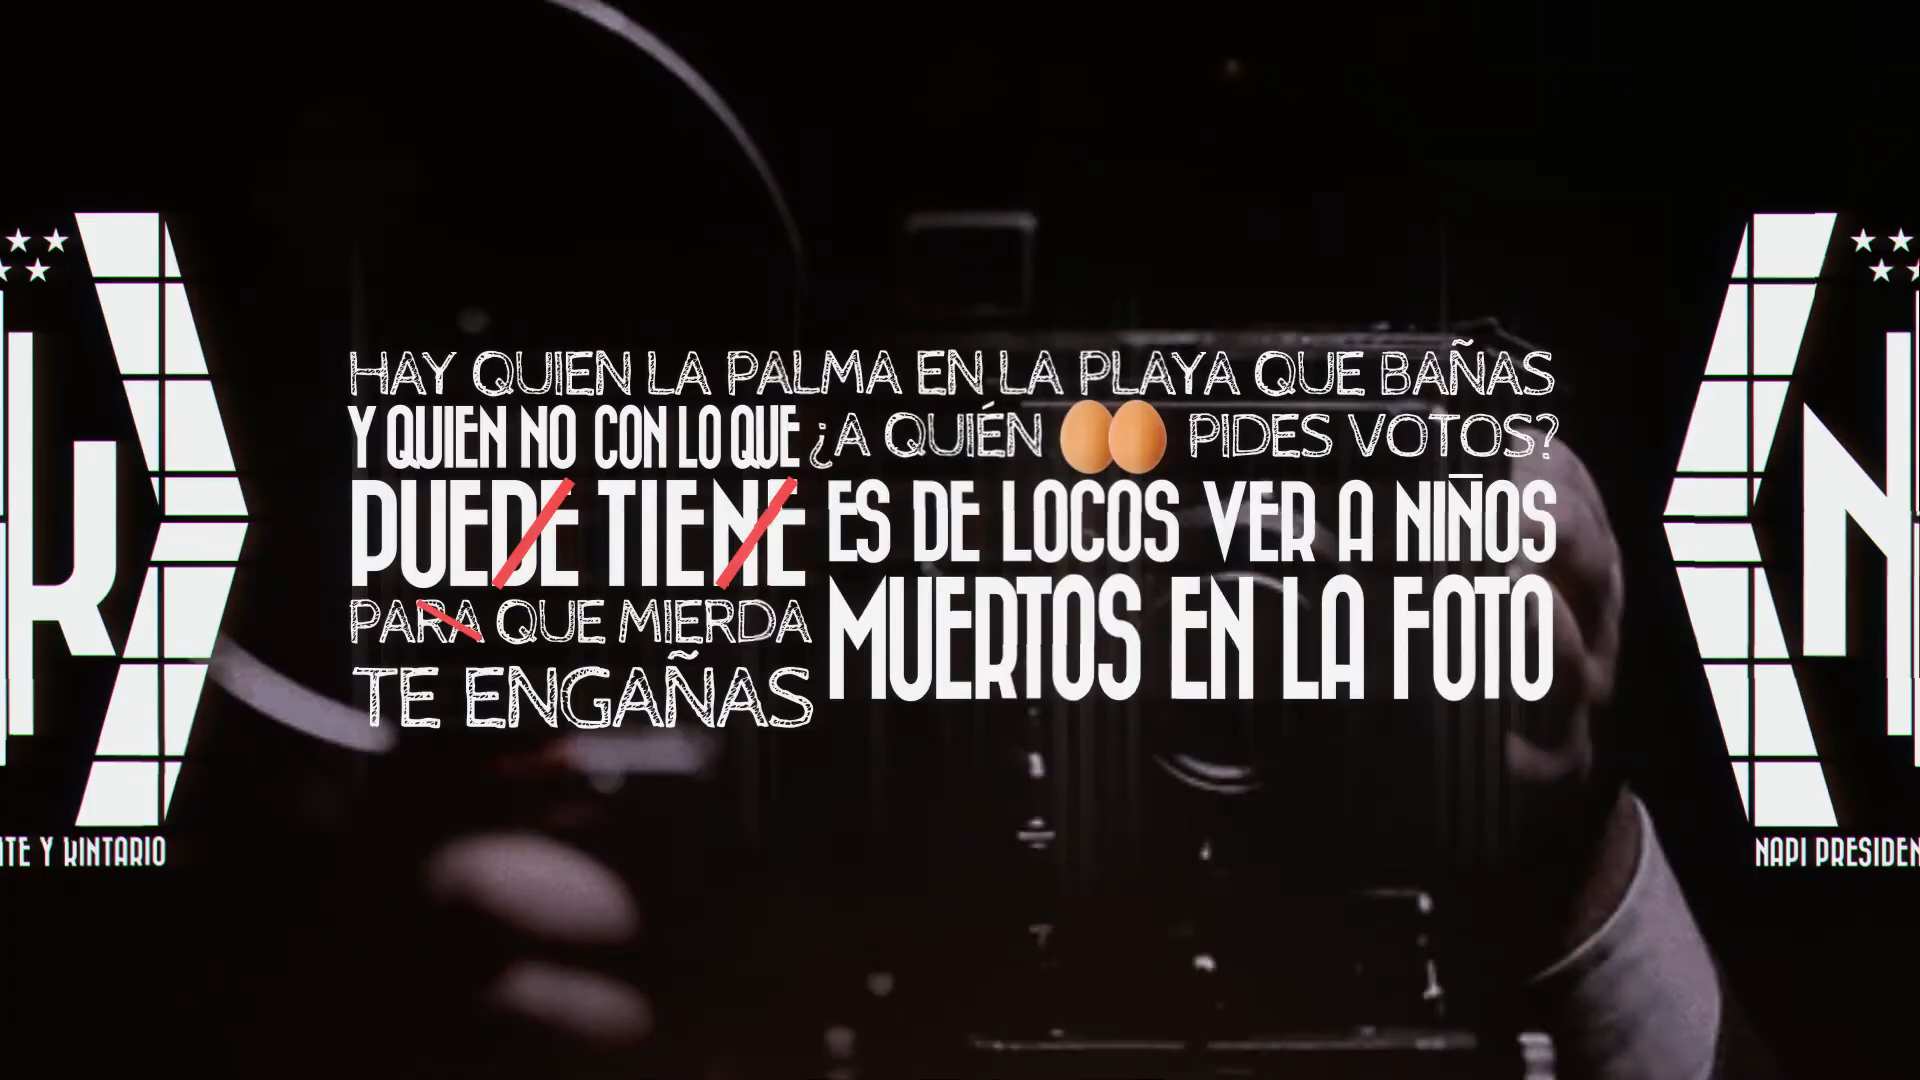 HAY QUIEN LA PALMA EN LA PLAYA QUE BAÑAS
Y QUIEN NO CON LO QUE
PUEDE TIENE
PARA QUE MIERDA
TE ENGAÑAS
¿A QUIÉN PIDES VOTOS?
ES DE LOCOS VER A NIÑOS
MUERTOS EN LA FOTO
K
NTE Y KINTARIO
N
NAPI PRESIDEN